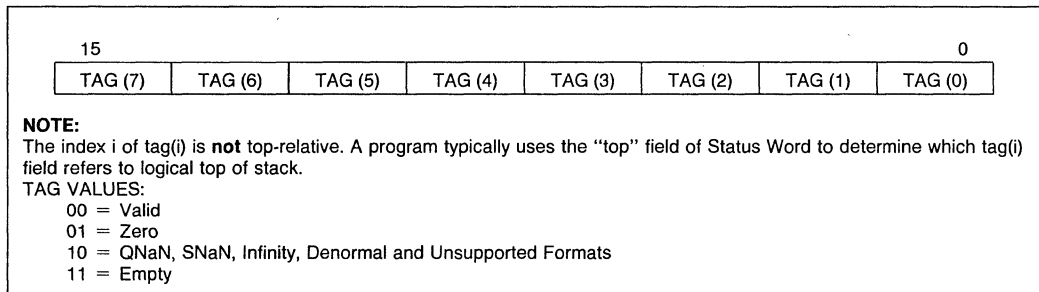 15 0
TAG (7) TAG (6) TAG (5) TAG (4) TAG (3) TAG (2) TAG (1) TAG (0)
NOTE:
The index i of tag(i) is not top-relative. A program typically uses the “top” field of Status Word to determine which tag(i)
field refers to logical top of stack.
TAG VALUES:
00 = Valid
01 = Zero
10 = QNaN, SNaN, Infinity, Denormal and Unsupported Formats
11 = Empty